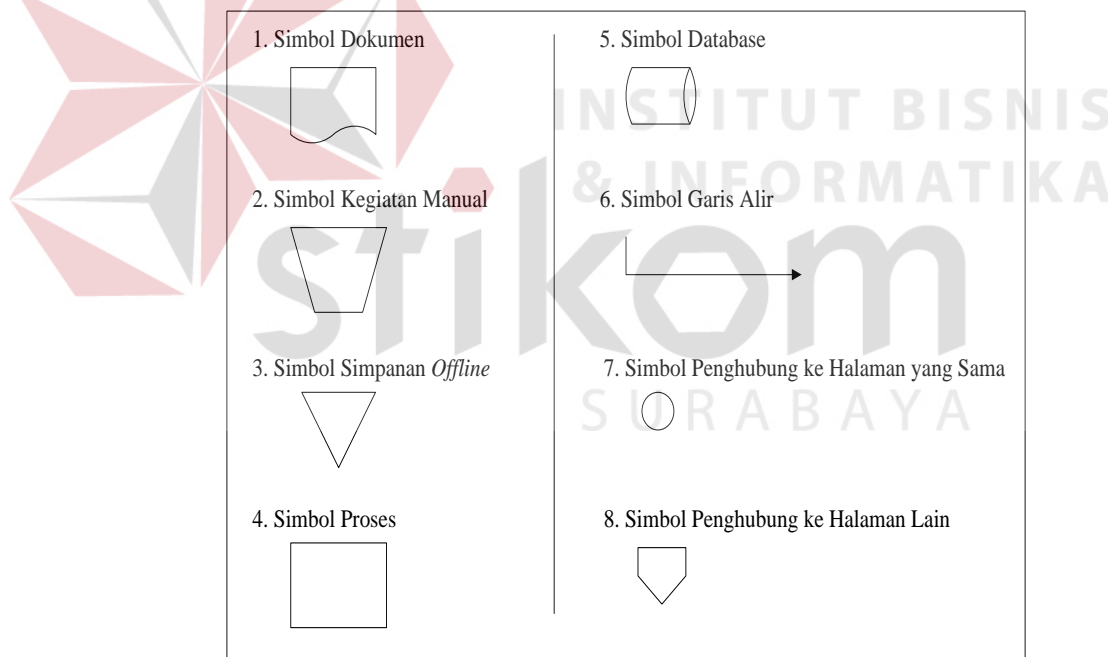 1. Simbol Dokumen
2. Simbol Kegiatan Manual
3. Simbol Simpanan Offline
4. Simbol Proses
5. Simbol Database
6. Simbol Garis Alir
7. Simbol Penghubung ke Halaman yang Sama
8. Simbol Penghubung ke Halaman Lain
INSTITUT BISNIS
& INFORMATIKA
stikom
SURABAYA